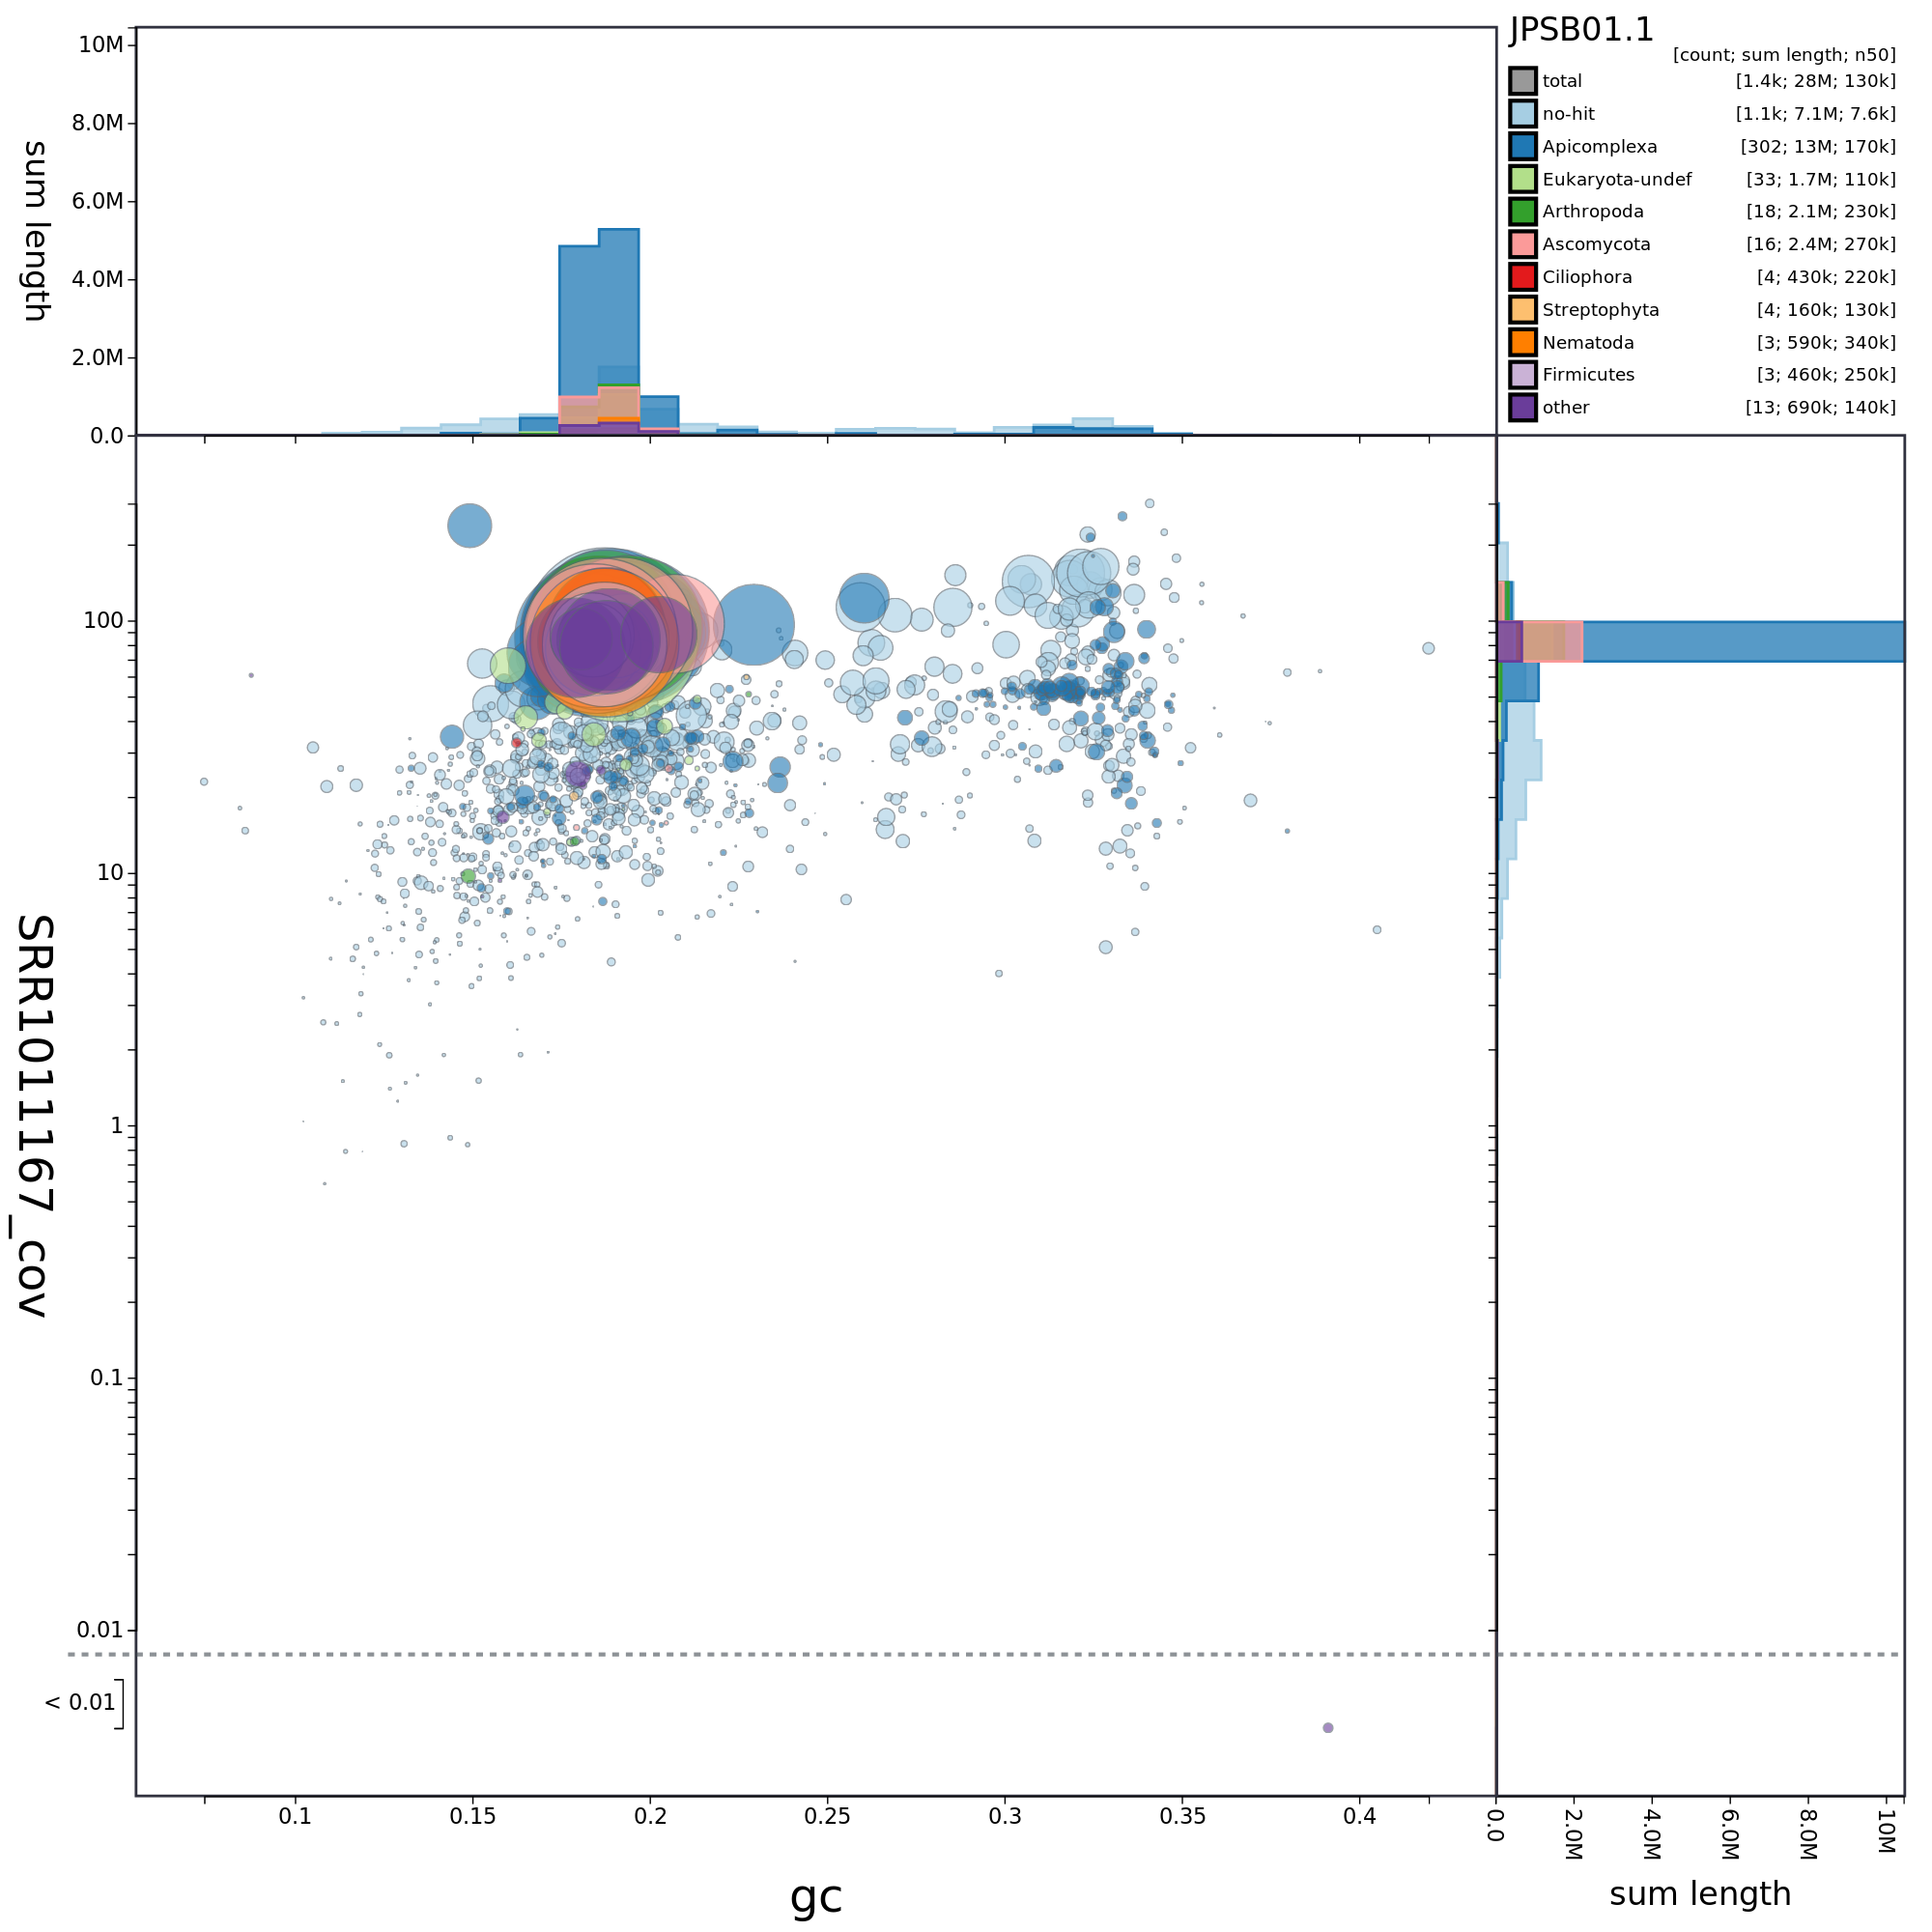 JPSB01.1
[count; sum length; n50]
total [1.4k; 28M; 130k]
no-hit [1.1k; 7.1M; 7.6k]
Apicomplexa [302; 13M; 170k]
Eukaryota-undef [33; 1.7M; 110k]
Arthropoda [18; 2.1M; 230k]
Ascomycota [16; 2.4M; 270k]
Ciliophora [4; 430k; 220k]
Streptophyta [4; 160k; 130k]
Nematoda [3; 590k; 340k]
Firmicutes [3; 460k; 250k]
other [13; 690k; 140k]
sum length
10M
8.0M
6.0M
4.0M
2.0M
0.0
SRR1011167_cov
100
10
1
0.1
0.01
< 0.01
0.1 0.15 0.2 0.25 0.3 0.35 0.4
gc
0.0 2.0M 4.0M 6.0M 8.0M 10M
sum length